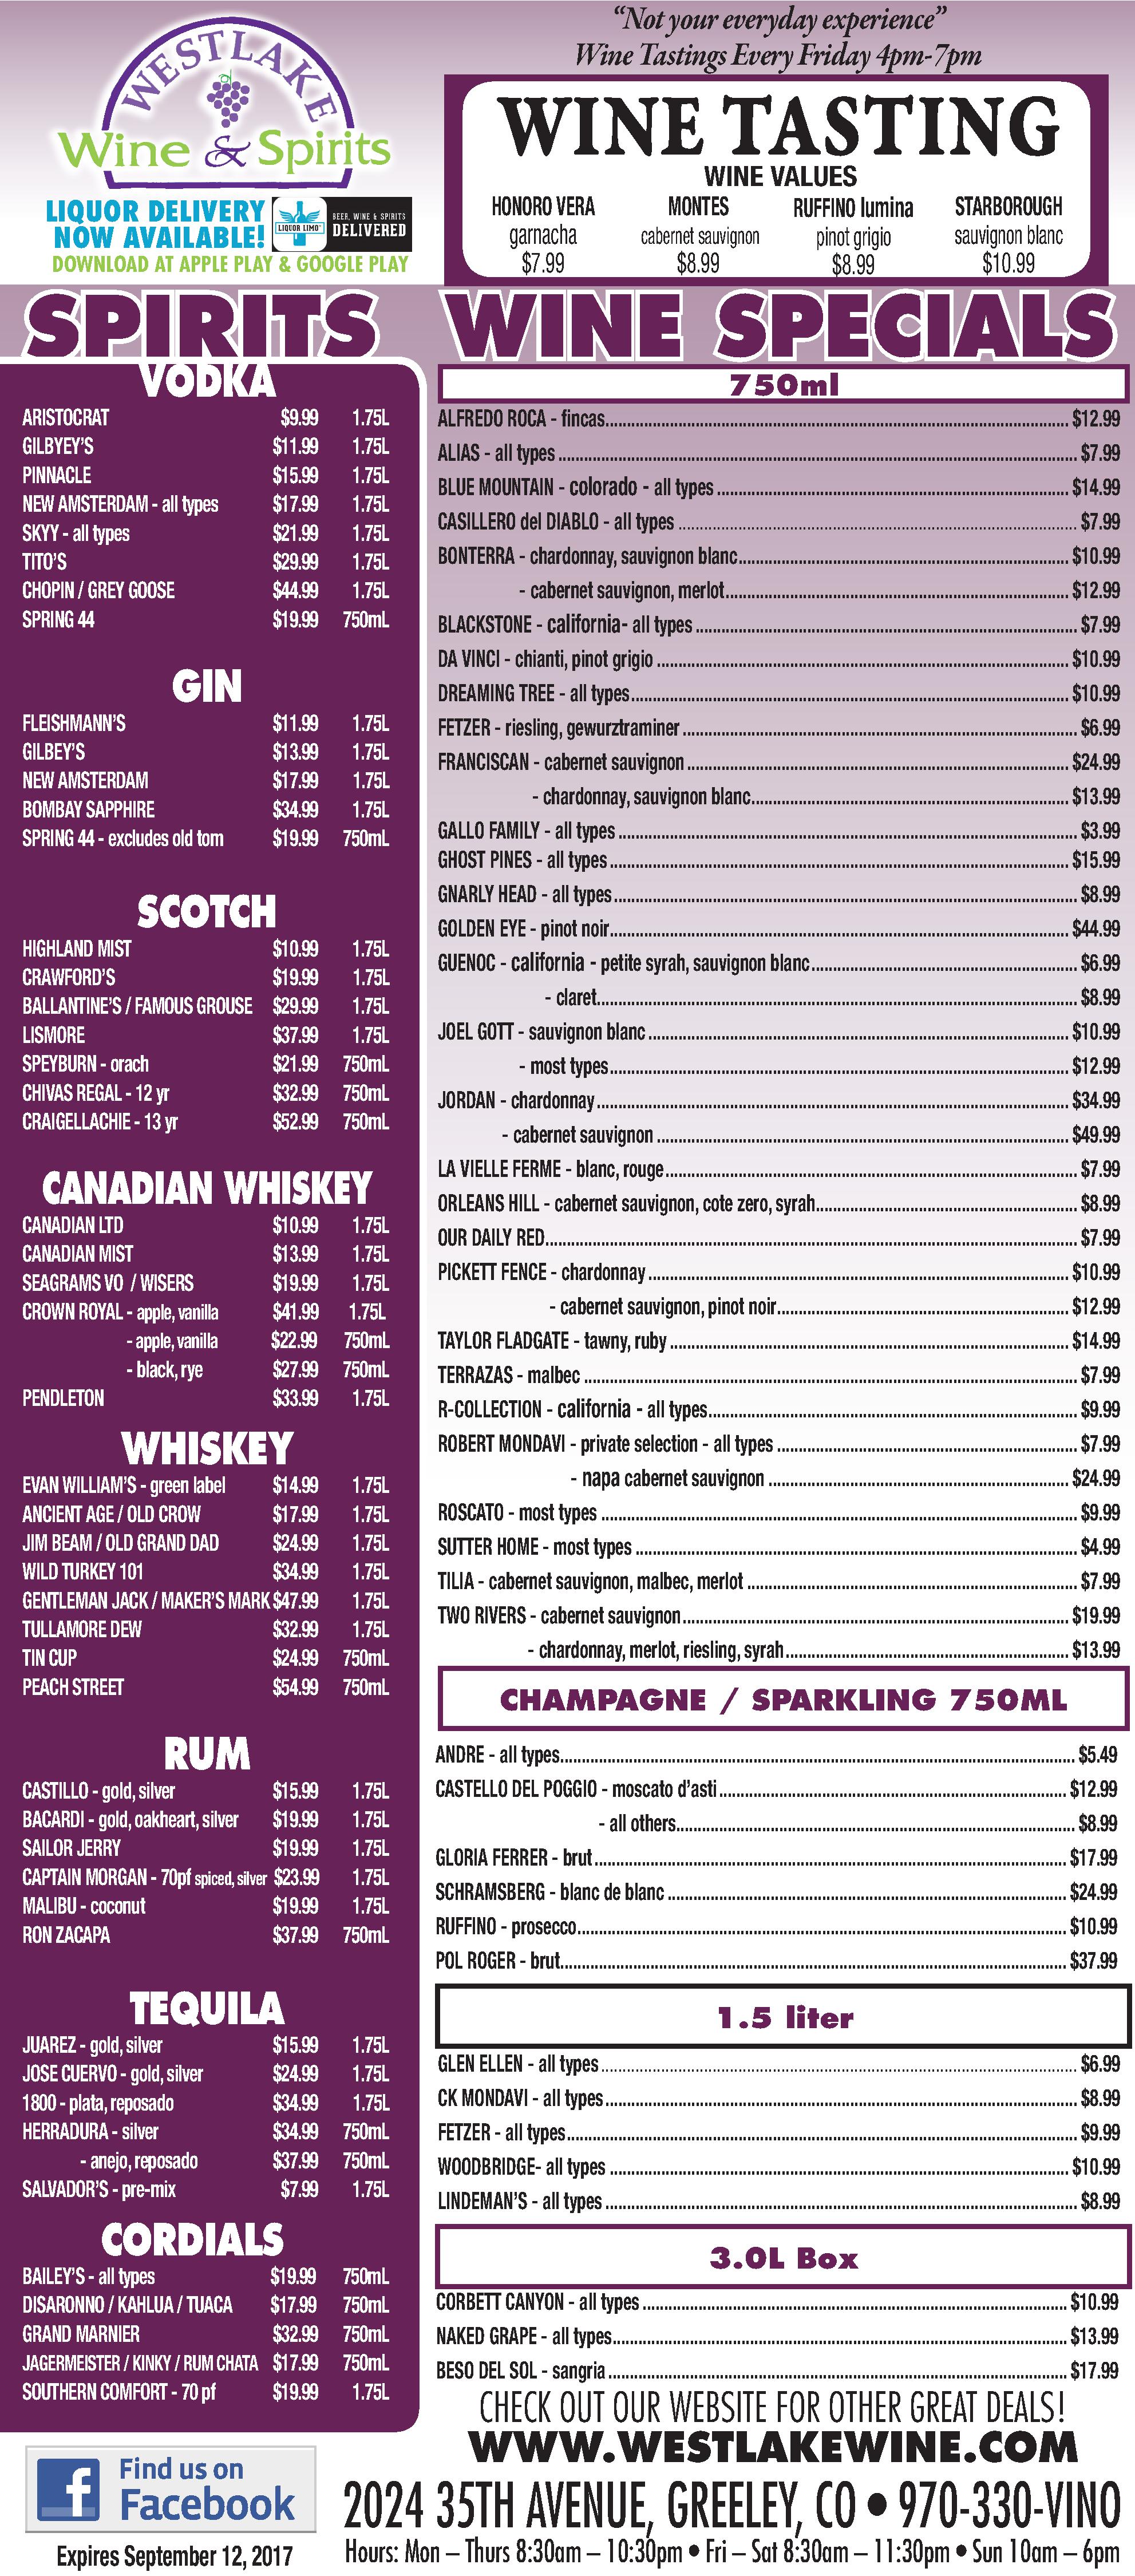 WESTLAKE
Wine & Spirits
LIQUOR DELIVERY
NOW AVAILABLE!
LIQUOR LIMO
BEER, WINE & SPIRITS
DELIVERED
DOWNLOAD AT APPLE PLAY & GOOGLE PLAY
“Not your everyday experience”
Wine Tastings Every Friday 4pm-7pm
WINE TASTING
WINE VALUES
HONORO VERA MONTES RUFFINO lumina STARBOROUGH
garnacha cabernet sauvignon pinot grigio sauvignon blanc
$7.99 $8.99 $8.99 $10.99
SPIRITS
VODKA
ARISTOCRAT $9.99 1.75L
GILBYEY’S $11.99 1.75L
PINNACLE $15.99 1.75L
NEW AMSTERDAM - all types $17.99 1.75L
SKYY - all types $21.99 1.75L
TITO’S $29.99 1.75L
CHOPIN / GREY GOOSE $44.99 1.75L
SPRING 44 $19.99 750mL
GIN
FLEISHMANN’S $11.99 1.75L
GILBEY’S $13.99 1.75L
NEW AMSTERDAM $17.99 1.75L
BOMBAY SAPPHIRE $34.99 1.75L
SPRING 44 - excludes old tom $19.99 750mL
SCOTCH
HIGHLAND MIST $10.99 1.75L
CRAWFORD’S $19.99 1.75L
BALLANTINE’S / FAMOUS GROUSE $29.99 1.75L
LISMORE $37.99 1.75L
SPEYBURN - orach $21.99 750mL
CHIVAS REGAL - 12 yr $32.99 750mL
CRAIGELLACHIE - 13 yr $52.99 750mL
CANADIAN WHISKEY
CANADIAN LTD $10.99 1.75L
CANADIAN MIST $13.99 1.75L
SEAGRAMS VO / WISERS $19.99 1.75L
CROWN ROYAL - apple, vanilla $41.99 1.75L
- apple, vanilla $22.99 750mL
- black, rye $27.99 750mL
PENDLETON $33.99 1.75L
WHISKEY
EVAN WILLIAM’S - green label $14.99 1.75L
ANCIENT AGE / OLD CROW $17.99 1.75L
JIM BEAM / OLD GRAND DAD $24.99 1.75L
WILD TURKEY 101 $34.99 1.75L
GENTLEMAN JACK / MAKER’S MARK $47.99 1.75L
TULLAMORE DEW $32.99 1.75L
TIN CUP $24.99 750mL
PEACH STREET $54.99 750mL
RUM
CASTILLO - gold, silver $15.99 1.75L
BACARDI - gold, oakheart, silver $19.99 1.75L
SAILOR JERRY $19.99 1.75L
CAPTAIN MORGAN - 70pf spiced, silver $23.99 1.75L
MALIBU - coconut $19.99 1.75L
RON ZACAPA $37.99 750mL
TEQUILA
JUAREZ - gold, silver $15.99 1.75L
JOSE CUERVO - gold, silver $24.99 1.75L
1800 - plata, reposado $34.99 1.75L
HERRADURA - silver $34.99 750mL
- anejo, reposado $37.99 750mL
SALVADOR’S - pre-mix $7.99 1.75L
CORDIALS
BAILEY’S - all types $19.99 750mL
DISARONNO / KAHLUA / TUACA $17.99 750mL
GRAND MARNIER $32.99 750mL
JAGERMEISTER / KINKY / RUM CHATA $17.99 750mL
SOUTHERN COMFORT - 70 pf $19.99 1.75L
WINE SPECIALS
750ml
ALFREDO ROCA - fincas $12.99
ALIAS - all types $7.99
BLUE MOUNTAIN - colorado - all types $14.99
CASILLERO del DIABLO - all types $7.99
BONTERRA - chardonnay, sauvignon blanc $10.99
- cabernet sauvignon, merlot $12.99
BLACKSTONE - california- all types $7.99
DA VINCI - chianti, pinot grigio $10.99
DREAMING TREE - all types $10.99
FETZER - riesling, gewurztraminer $6.99
FRANCISCAN - cabernet sauvignon $24.99
- chardonnay, sauvignon blanc $13.99
GALLO FAMILY - all types $3.99
GHOST PINES - all types $15.99
GNARLY HEAD - all types $8.99
GOLDEN EYE - pinot noir $44.99
GUENOC - california - petite syrah, sauvignon blanc $6.99
- claret $8.99
JOEL GOTT - sauvignon blanc $10.99
- most types $12.99
JORDAN - chardonnay $34.99
- cabernet sauvignon $49.99
LA VIELLE FERME - blanc, rouge $7.99
ORLEANS HILL - cabernet sauvignon, cote zero, syrah $8.99
OUR DAILY RED $7.99
PICKETT FENCE - chardonnay $10.99
- cabernet sauvignon, pinot noir $12.99
TAYLOR FLADGATE - tawny, ruby $14.99
TERRAZAS - malbec $7.99
R-COLLECTION - california - all types $9.99
ROBERT MONDAVI - private selection - all types $7.99
- napa cabernet sauvignon $24.99
ROSCATO - most types $9.99
SUTTER HOME - most types $4.99
TILIA - cabernet sauvignon, malbec, merlot $7.99
TWO RIVERS - cabernet sauvignon $19.99
- chardonnay, merlot, riesling, syrah $13.99
CHAMPAGNE / SPARKLING 750ML
ANDRE - all types $5.49
CASTELLO DEL POGGIO - moscato d’asti $12.99
- all others $8.99
GLORIA FERRER - brut $17.99
SCHRAMSBERG - blanc de blanc $24.99
RUFFINO - prosecco $10.99
POL ROGER - brut $37.99
1.5 liter
GLEN ELLEN - all types $6.99
CK MONDAVI - all types $8.99
FETZER - all types $9.99
WOODBRIDGE- all types $10.99
LINDEMAN’S - all types $8.99
3.0L Box
CORBETT CANYON - all types $10.99
NAKED GRAPE - all types $13.99
BESO DEL SOL - sangria $17.99
CHECK OUT OUR WEBSITE FOR OTHER GREAT DEALS!
WWW.WESTLAKEWINE.COM
f Find us on
Facebook
Expires September 12, 2017
2024 35TH AVENUE, GREELEY, CO • 970-330-VINO
Hours: Mon – Thurs 8:30am – 10:30pm • Fri – Sat 8:30am – 11:30pm • Sun 10am – 6pm